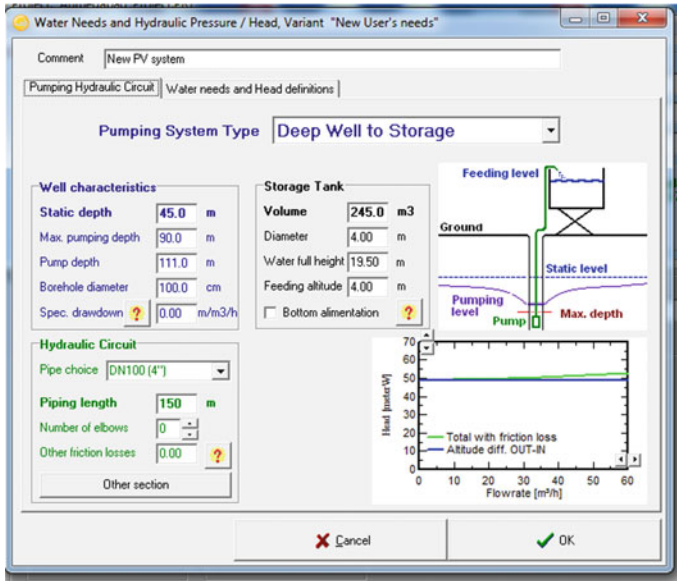 Water Needs and Hydraulic Pressure / Head, Variant "New User's needs"
Comment New PV system
Pumping Hydraulic Circuit Water needs and Head definitions
Pumping System Type Deep Well to Storage
Well characteristics
Static depth 45.0 m
Max. pumping depth 90.0 m
Pump depth 111.0 m
Borehole diameter 100.0 cm
Spec. drawdown ? 0.00 m/m3/h
Storage Tank
Volume 245.0 m3
Diameter 4.00 m
Water full height 19.50 m
Feeding altitude 4.00 m
Bottom alimentation ?
Feeding level
Ground
Static level
Pumping
level
Max. depth
Pump
Hydraulic Circuit
Pipe choice DN100 (4")
Piping length 150 m
Number of elbows 0
Other friction losses 0.00 ?
Other section
Head [meterW]
70
60
50
40
30
20
10
0
Total with friction loss
Altitude diff. OUT-IN
0 10 20 30 40 50 60
Flowrate [m³/h]
Cancel
OK